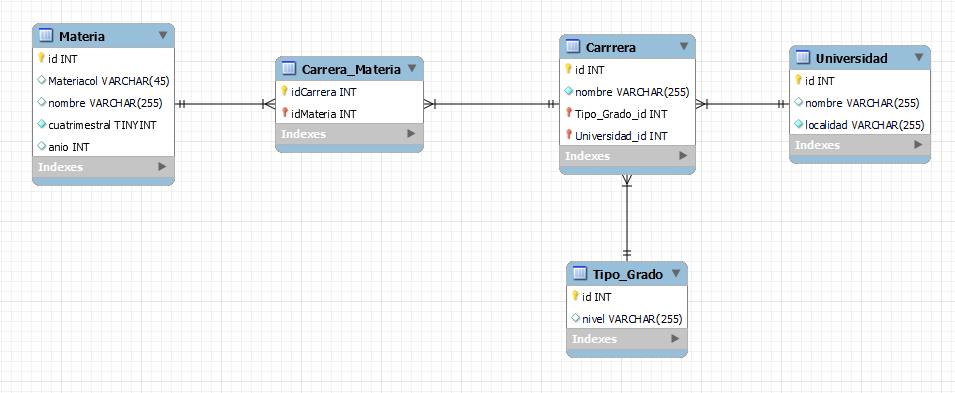 Materia
id INT
Materiacol VARCHAR(45)
nombre VARCHAR(255)
cuatrimestral TINYINT
anio INT
Indexes
Carrera_Materia
idCarrera INT
idMateria INT
Indexes
Carrrera
id INT
nombre VARCHAR(255)
Tipo_Grado_id INT
Universidad_id INT
Indexes
Universidad
id INT
nombre VARCHAR(255)
localidad VARCHAR(255)
Indexes
Tipo_Grado
id INT
nivel VARCHAR(255)
Indexes